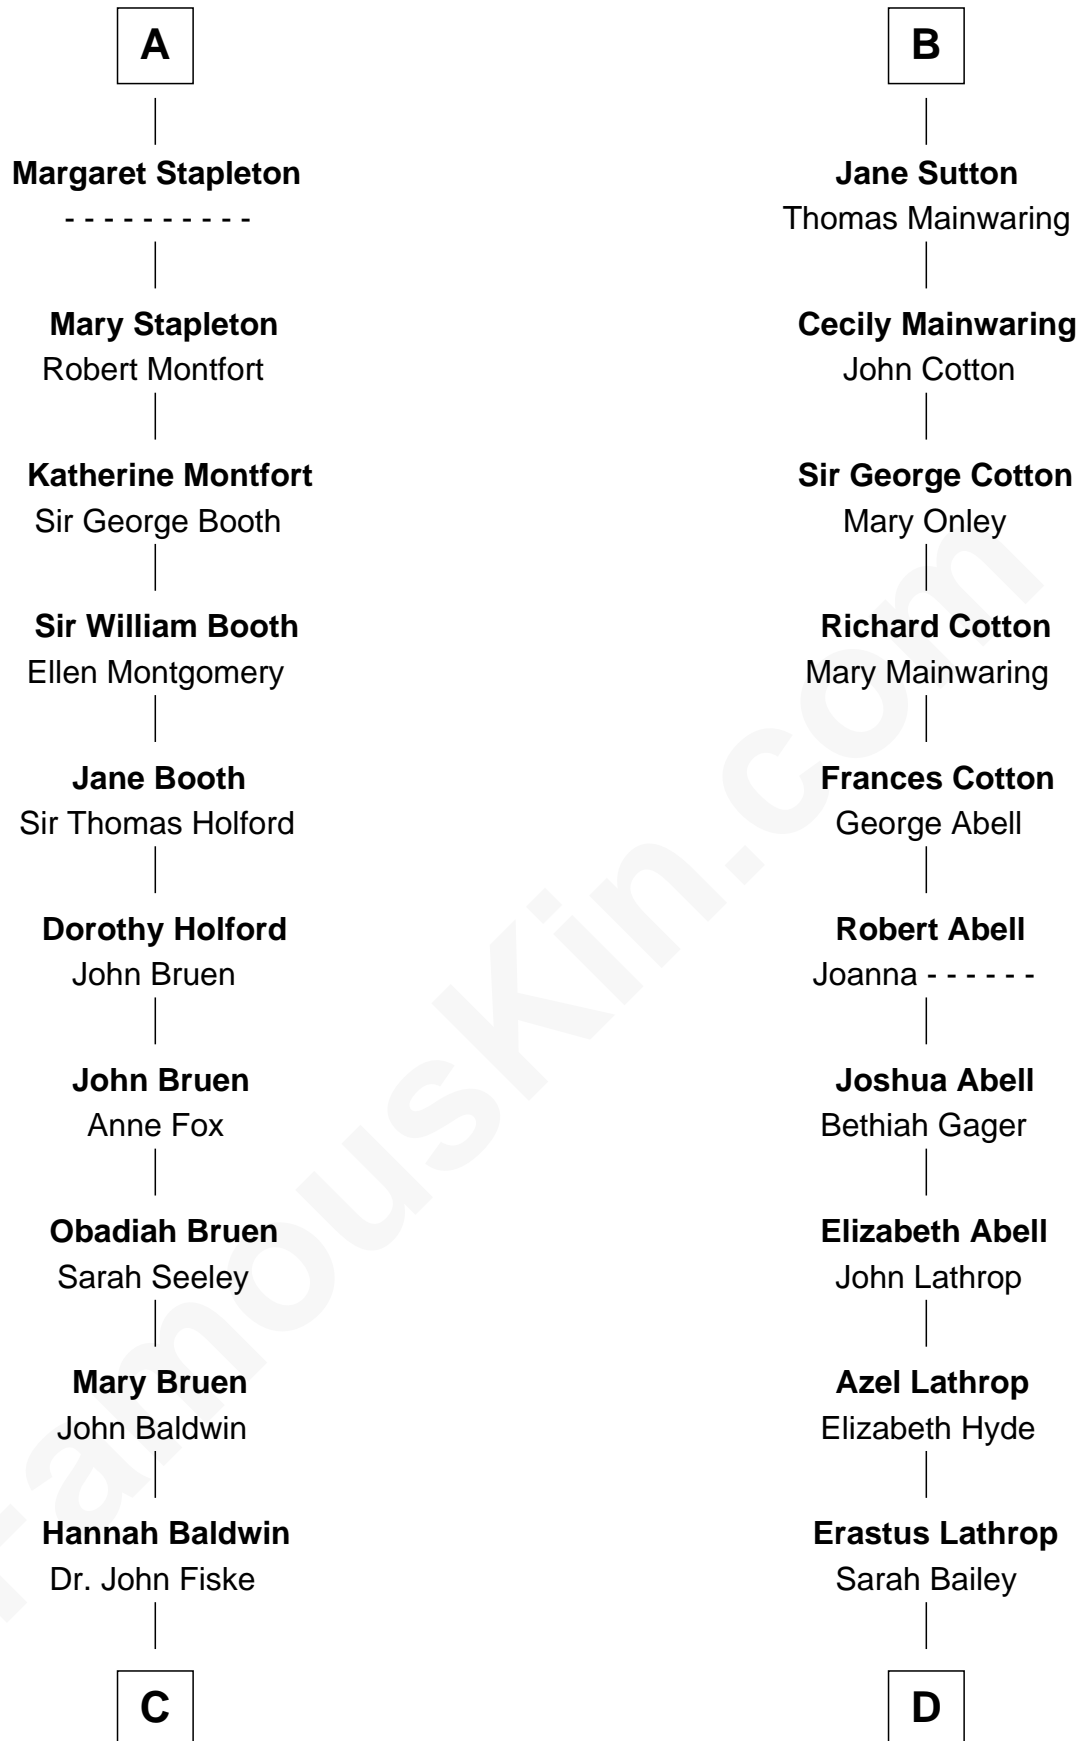 A
Margaret Stapleton
- - - - - - - - - -
Mary Stapleton
Robert Montfort
Katherine Montfort
Sir George Booth
Sir William Booth
Ellen Montgomery
Jane Booth
Sir Thomas Holford
Dorothy Holford
John Bruen
John Bruen
Anne Fox
Obadiah Bruen
Sarah Seeley
Mary Bruen
John Baldwin
Hannah Baldwin
Dr. John Fiske
C
B
Jane Sutton
Thomas Mainwaring
Cecily Mainwaring
John Cotton
Sir George Cotton
Mary Onley
Richard Cotton
Mary Mainwaring
Frances Cotton
George Abell
Robert Abell
Joanna - - - - - -
Joshua Abell
Bethiah Gager
Elizabeth Abell
John Lathrop
Azel Lathrop
Elizabeth Hyde
Erastus Lathrop
Sarah Bailey
D
FamousKin.com